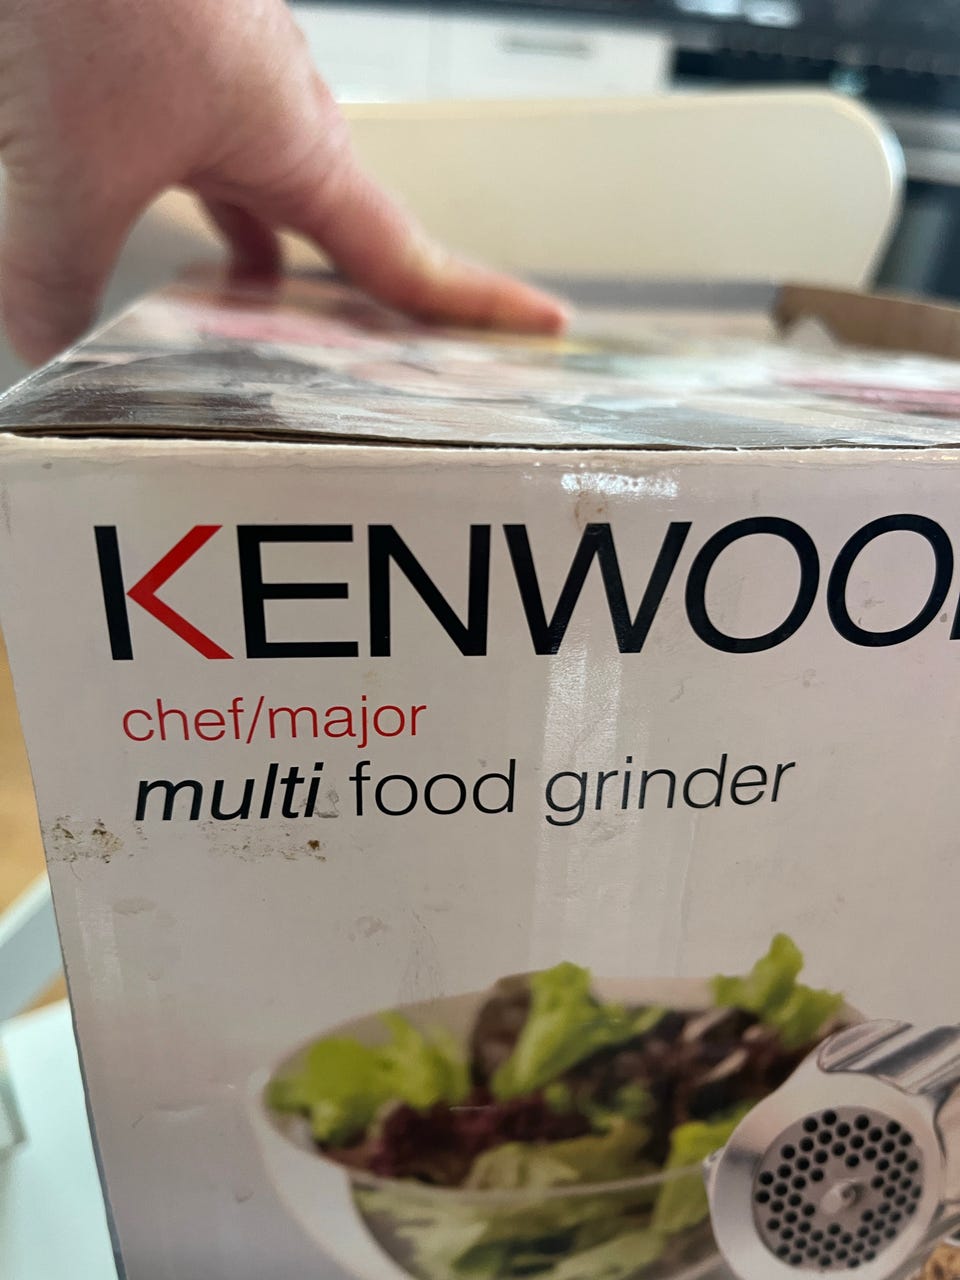 KENWOO
chef/major
multi food grinder